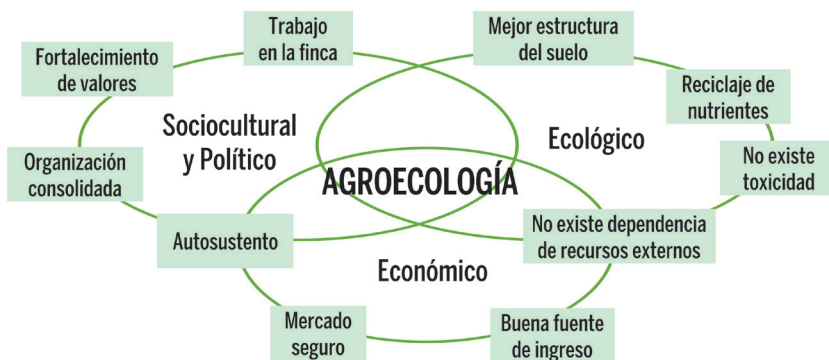 Trabajo
en la finca
Mejor estructura
del suelo
Fortalecimiento
de valores
Reciclaje de
nutrientes
Sociocultural
y Político
Ecológico
Organización
consolidada
No existe
toxicidad
AGROECOLOGÍA
Autosustento
No existe dependencia
de recursos externos
Económico
Mercado
seguro
Buena fuente
de ingreso